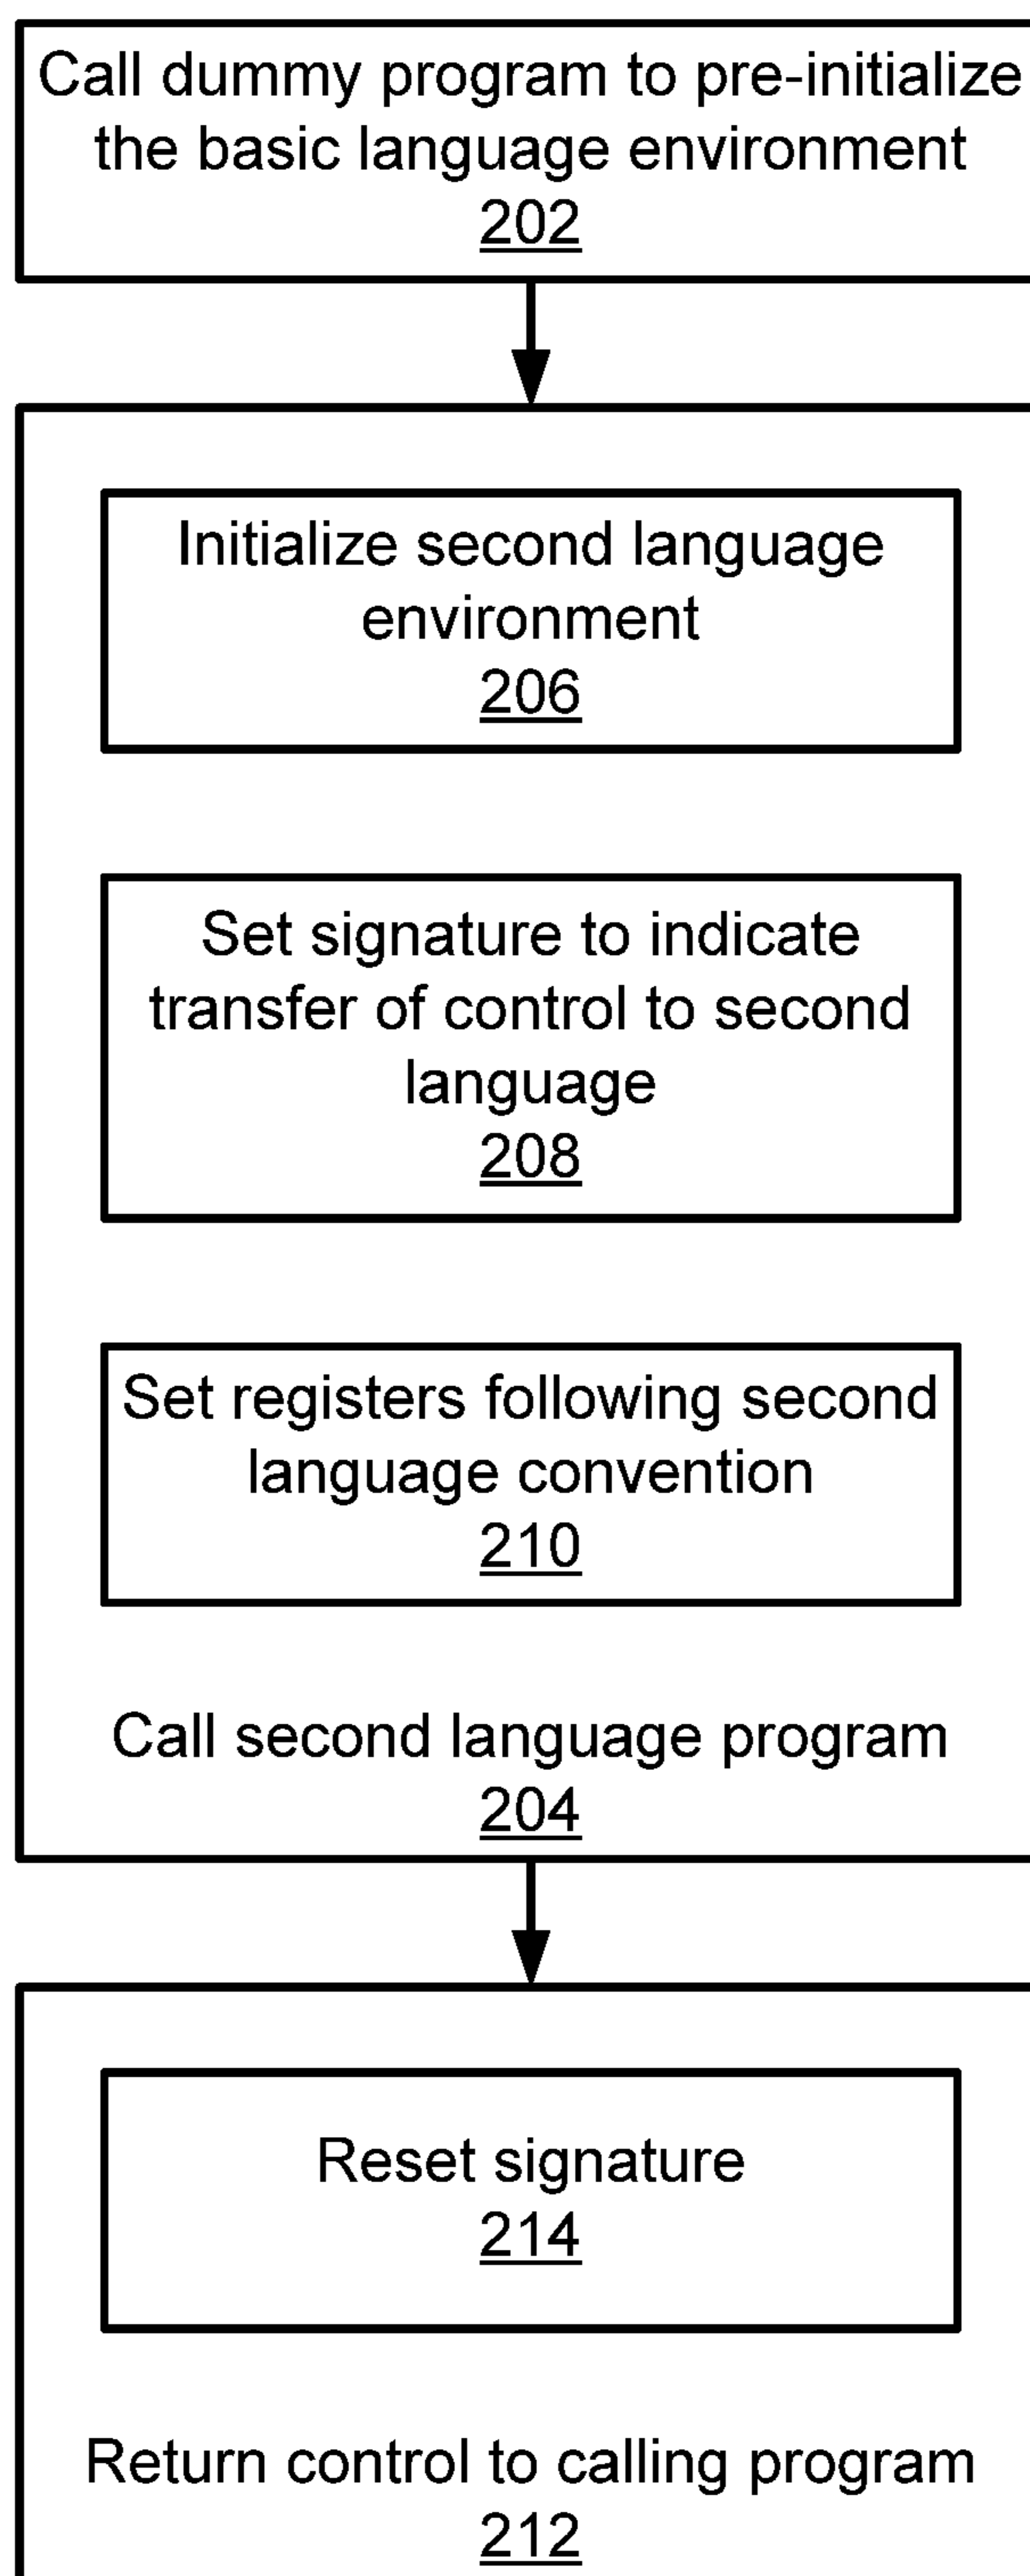 Call dummy program to pre-initialize
the basic language environment
202
Initialize second language
environment
206
Set signature to indicate
transfer of control to second
language
208
Set registers following second
language convention
210
Call second language program
204
Reset signature
214
Return control to calling program
212